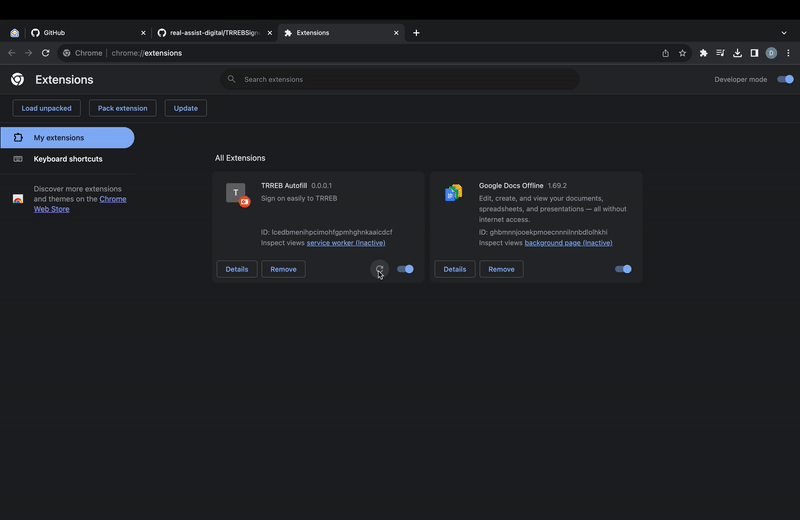 GitHub
real-assist-digital/TRREBSign
Extensions
Chrome
chrome://extensions
D
Extensions
Search extensions
Developer mode
Load unpacked
Pack extension
Update
My extensions
Keyboard shortcuts
Discover more extensions
and themes on the Chrome
Web Store
All Extensions
T
TRREB Autofill 0.0.0.1
Sign on easily to TRREB
ID: lcedbmenihpcimohfgpmhghnkaaicdcf
Inspect views service worker (Inactive)
Details
Remove
Google Docs Offline 1.69.2
Edit, create, and view your documents,
spreadsheets, and presentations — all without
internet access.
ID: ghbmnnjooekpmoecnnnilnnbdlolhkhi
Inspect views background page (Inactive)
Details
Remove